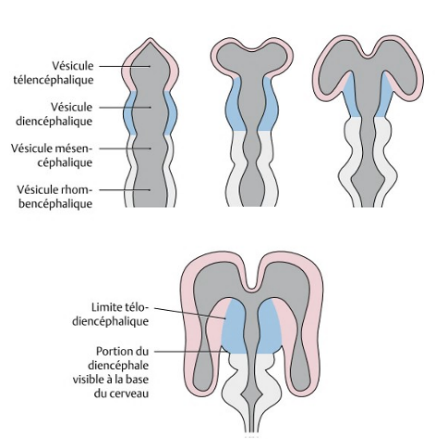 Vésicule
télencéphalique
Vésicule
diencéphalique
Vésicule mésen-
céphalique
Vésicule rhom-
bencéphalique
Limite télo-
diencéphalique
Portion du
diencéphale
visible à la base
du cerveau